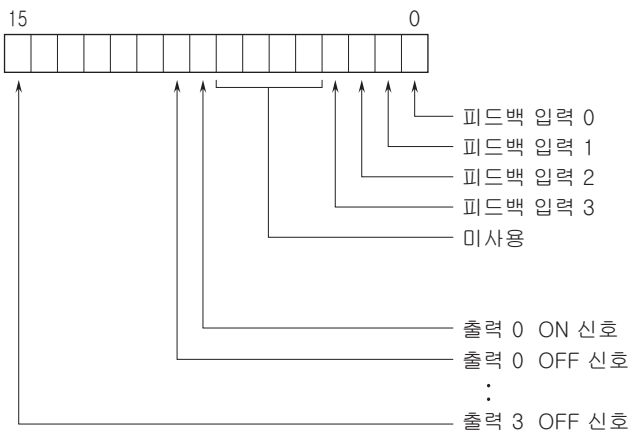 15 0
피드백 입력 0
피드백 입력 1
피드백 입력 2
피드백 입력 3
미사용
출력 0 ON 신호
출력 0 OFF 신호
:
출력 3 OFF 신호